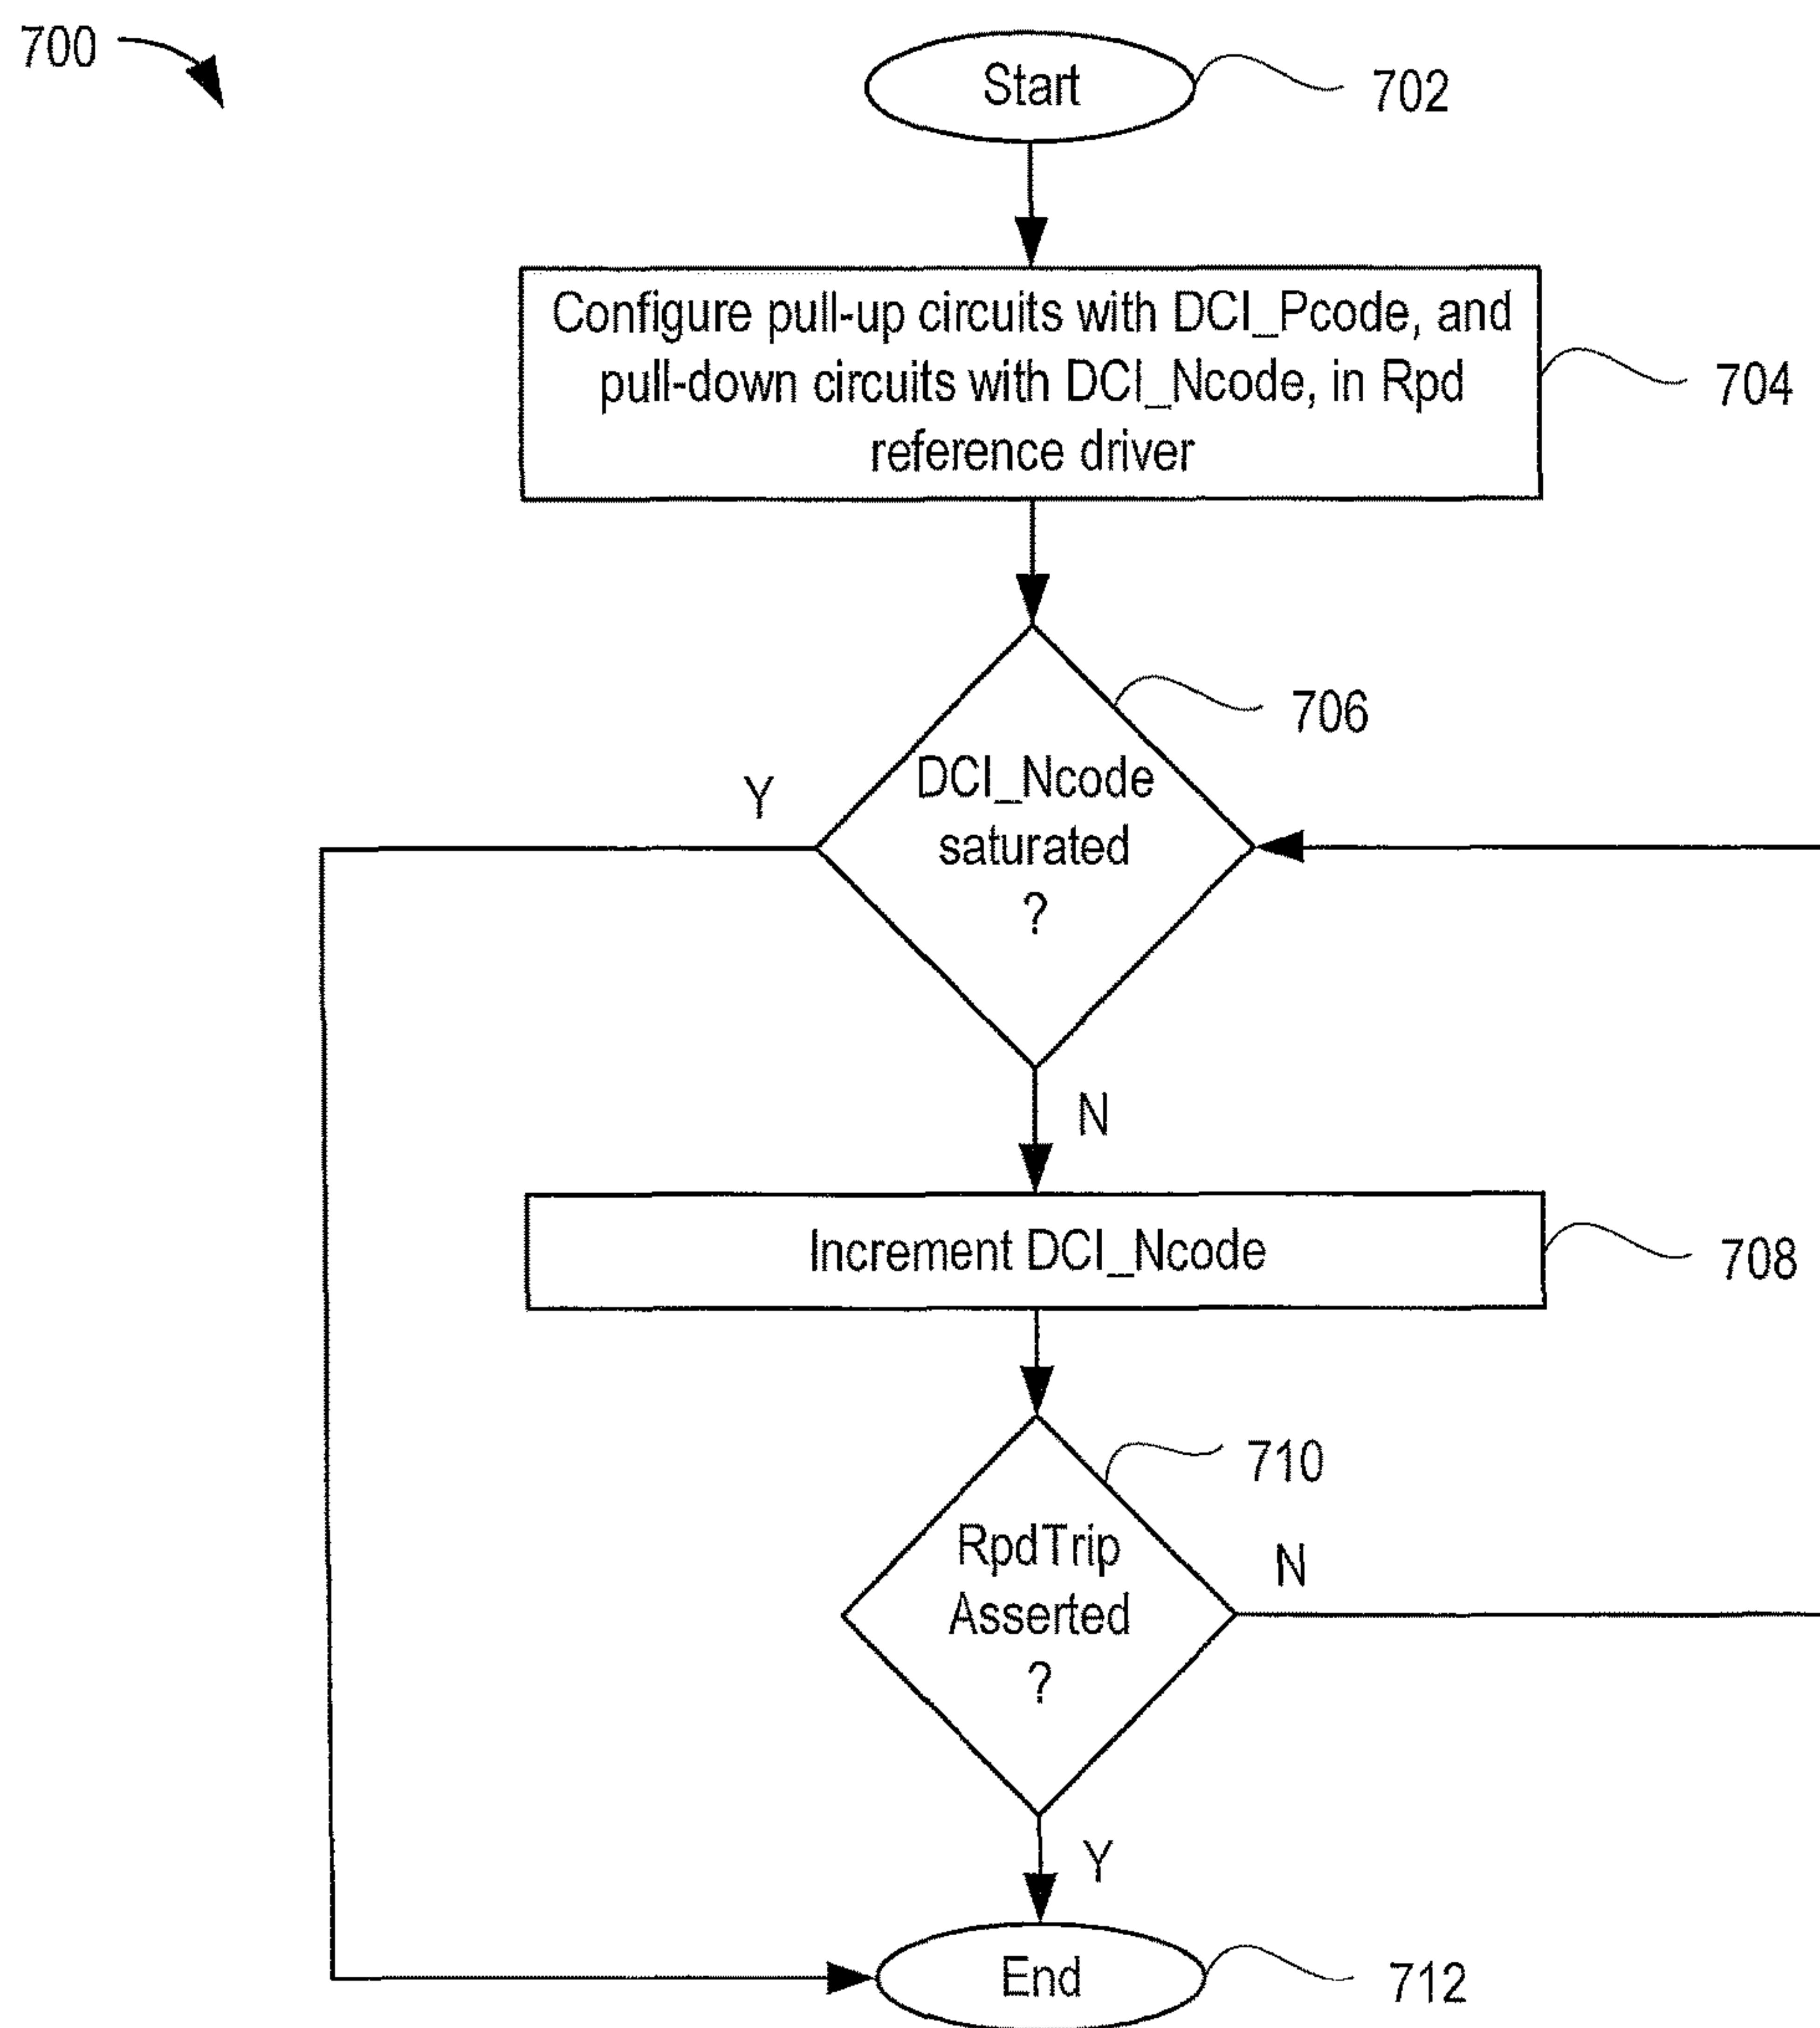 700
Start
702
Configure pull-up circuits with DCI_Pcode, and
pull-down circuits with DCI_Ncode, in Rpd
reference driver
704
706
Y
DCI_Ncode
saturated
?
N
Increment DCI_Ncode
708
710
RpdTrip
Asserted
?
N
Y
End
712